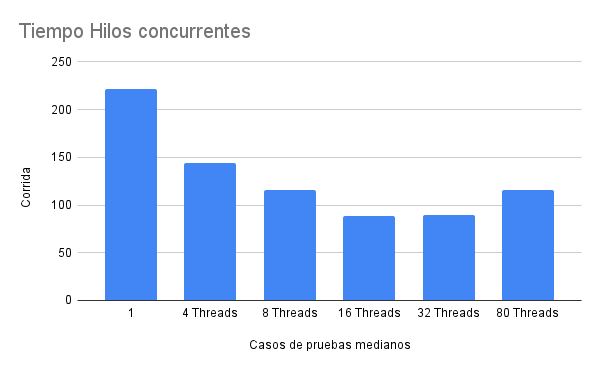 Tiempo Hilos concurrentes
250
200
150
100
50
0
Corrida
1
4 Threads
8 Threads
16 Threads
32 Threads
80 Threads
Casos de pruebas medianos